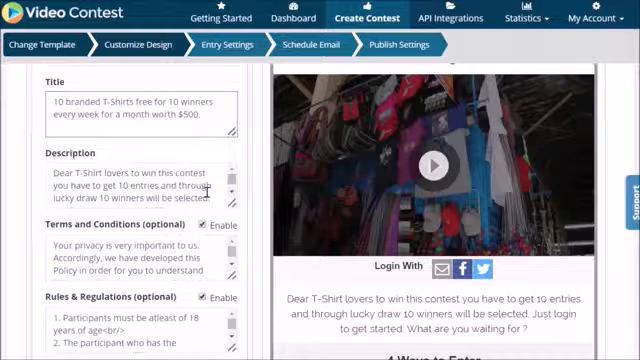 Video Contest
Getting Started
Dashboard
Create Contest
API Integrations
Statistics
My Account
Change Template
Customize Design
Entry Settings
Schedule Email
Publish Settings
Title
10 branded T-Shirts free for 10 winners
every week for a month worth $500.
Description
Dear T-Shirt lovers to win this contest
you have to get 10 entries and through
lucky draw 10 winners will be selected.
Terms and Conditions (optional)
Enable
Your privacy is very important to us.
Accordingly, we have developed this
Policy in order for you to understand
Rules & Regulations (optional)
Enable
1. Participants must be atleast of 18
years of age<br/>
2. The participant who has the
Login With
Dear T-Shirt lovers to win this contest you have to get 10 entries
and through lucky draw 10 winners will be selected. Just login
to get started. What are you waiting for ?
4 Ways to Enter
Support